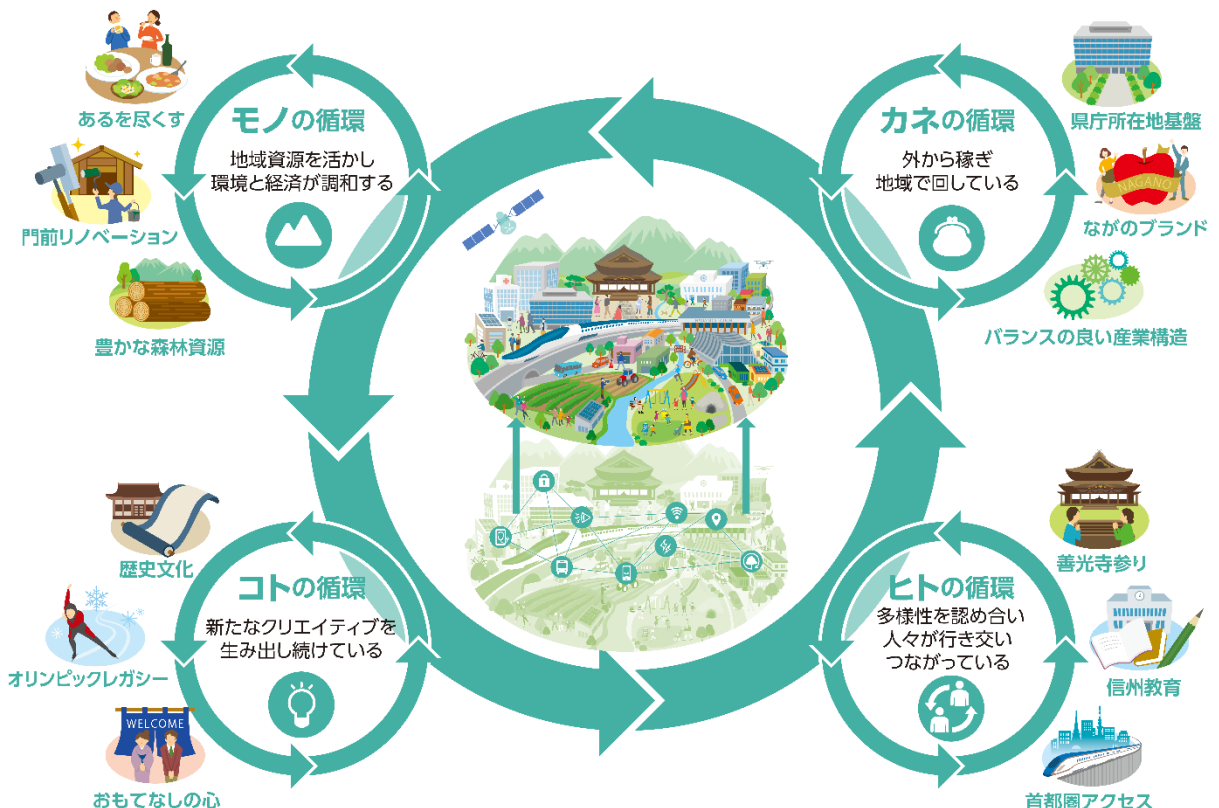 あるを尽くす
門前リノベーション
豊かな森林資源
モノの循環
地域資源を活かし
環境と経済が調和する
カネの循環
外から稼ぎ
地域で回している
県庁所在地基盤
NAGANO
ながのブランド
バランスの良い産業構造
歴史文化
オリンピックレガシー
WELCOME
おもてなしの心
コトの循環
新たなクリエイティブを
生み出し続けている
ヒトの循環
多様性を認め合い
人々が行き交い
つながっている
善光寺参り
信州教育
首都圏アクセス